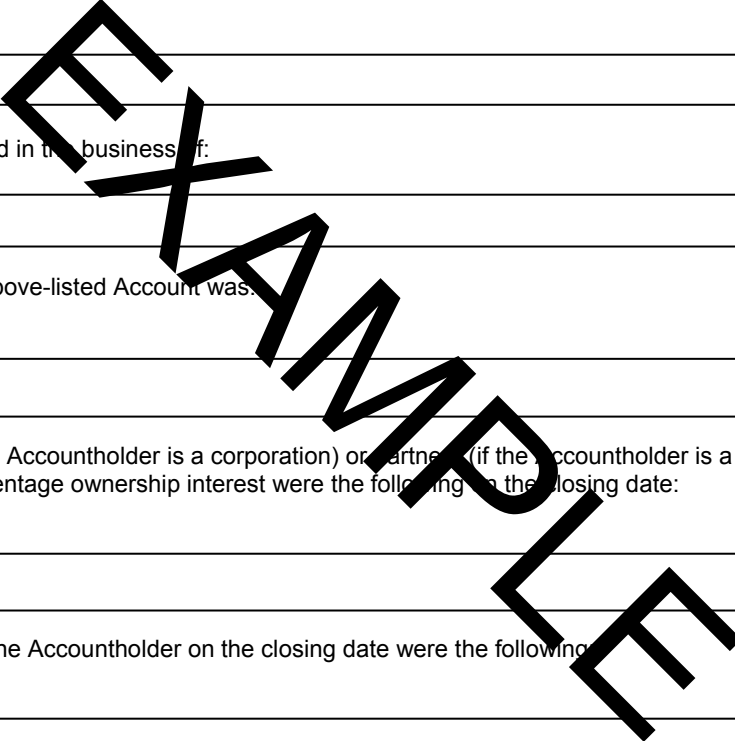 d in the business of:
bove-listed Account was:
Accountholder is a corporation) or partners (if the Accountholder is a
entage ownership interest were the following on the closing date:
he Accountholder on the closing date were the following
EXAMPLE